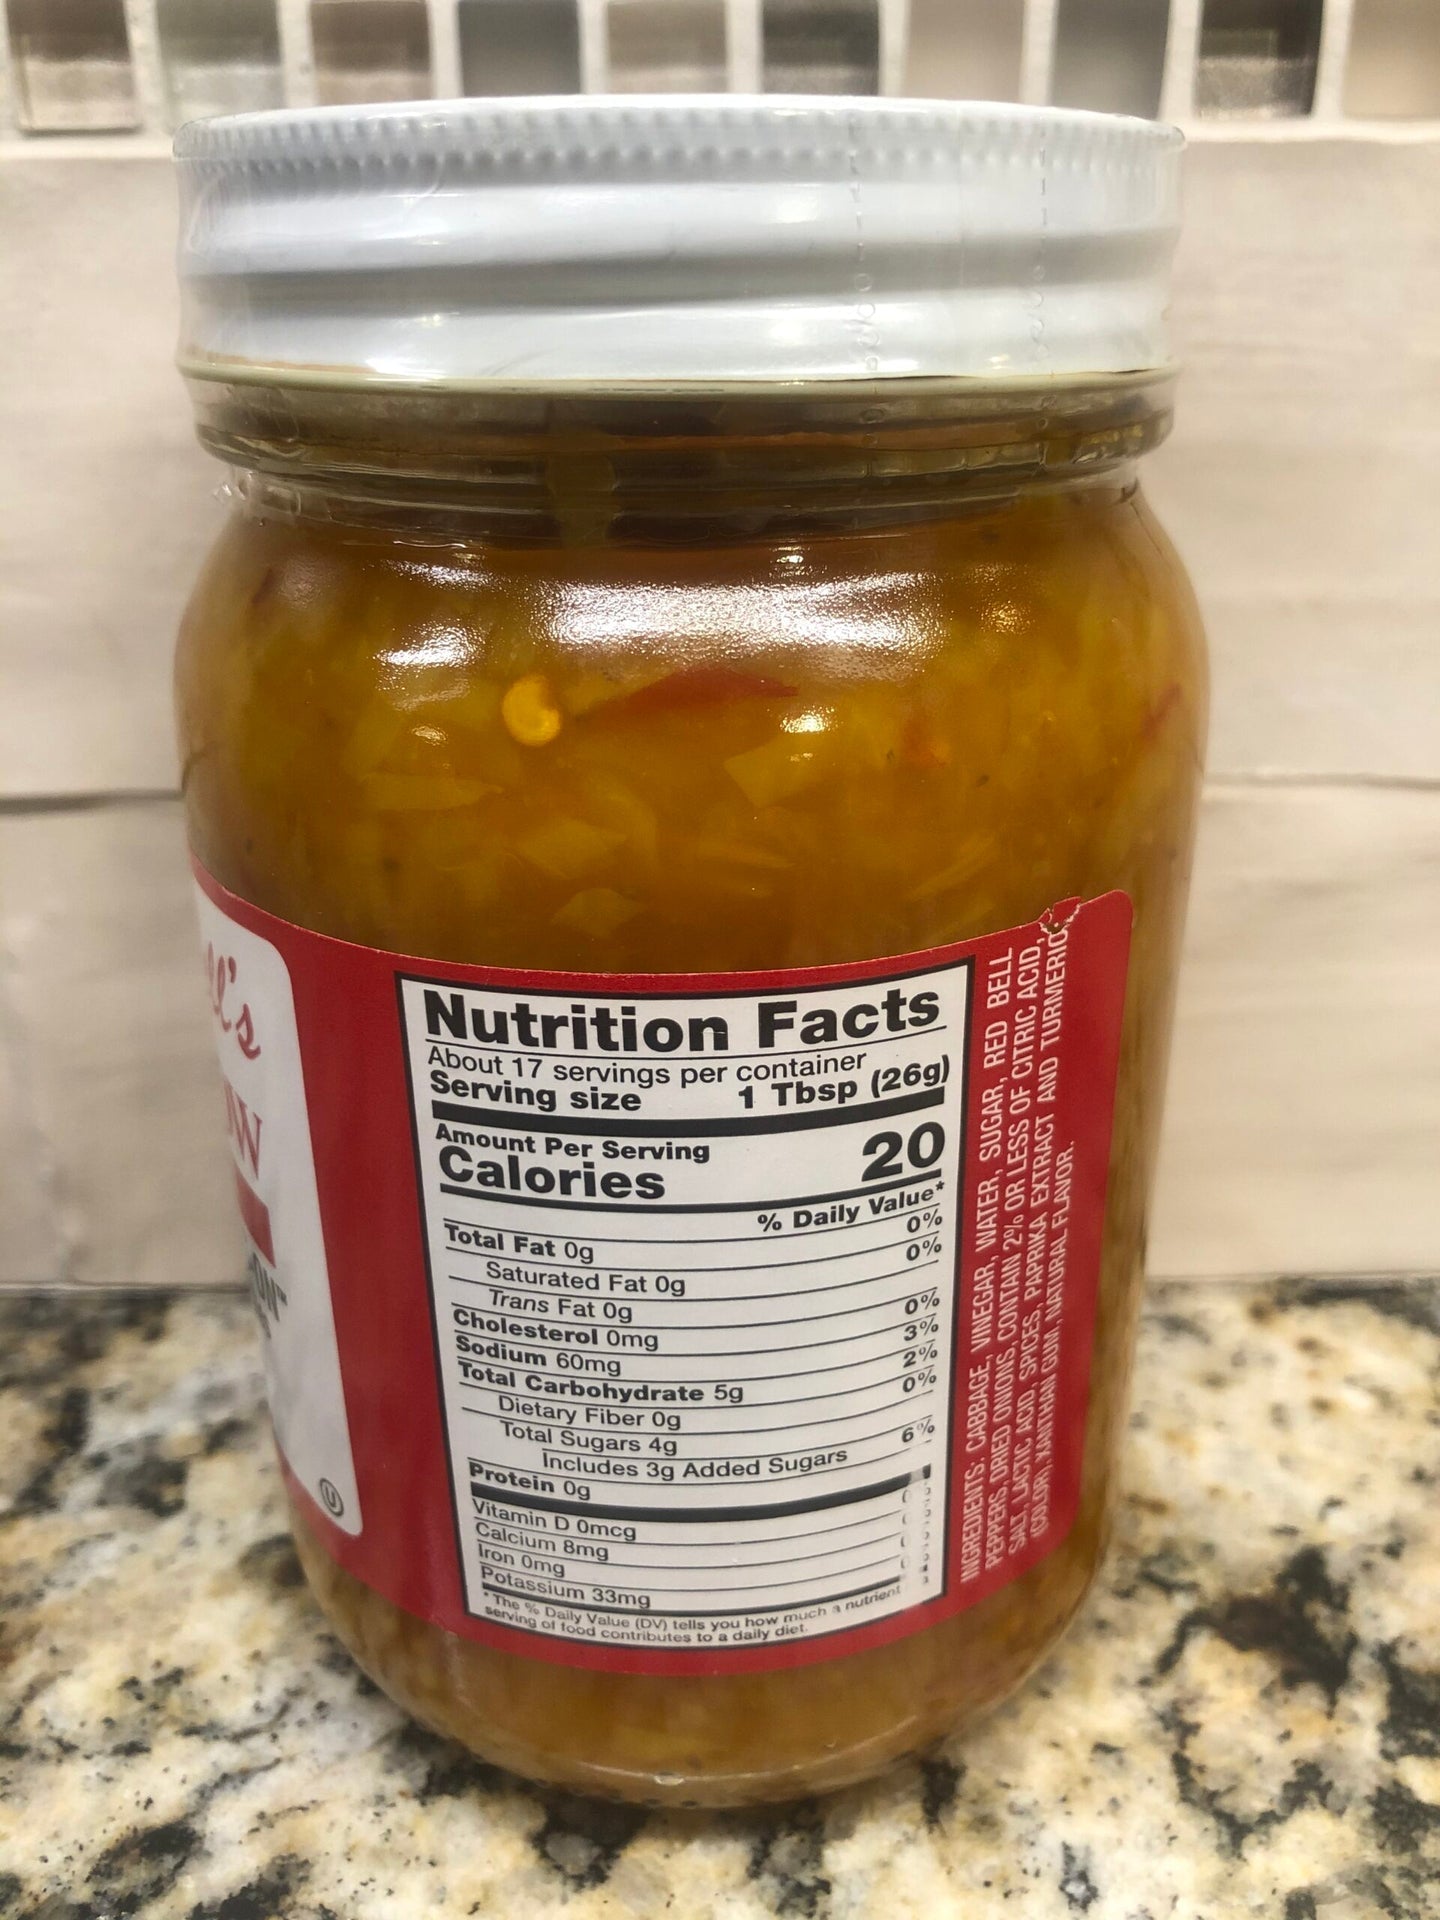 Nutrition Facts
About 17 servings per container
Serving size 1 Tbsp (26g)
Amount Per Serving
Calories 20
% Daily Value*
Total Fat 0g 0%
Saturated Fat 0g 0%
Trans Fat 0g
Cholesterol 0mg 0%
Sodium 60mg 3%
Total Carbohydrate 5g 2%
Dietary Fiber 0g 0%
Total Sugars 4g
Includes 3g Added Sugars 6%
Protein 0g
Vitamin D 0mcg
Calcium 8mg
Iron 0mg
Potassium 33mg
*The % Daily Value (DV) tells you how much a nutrient
serving of food contributes to a daily diet.
INGREDIENTS: CABBAGE, VINEGAR, WATER, SUGAR, RED BELL
PEPPERS, DRIED ONIONS, CONTAIN 2% OR LESS OF CITRIC ACID,
SALT, LACTIC ACID, SPICES, PAPRIKA EXTRACT AND TURMERIC
(COLOR), XANTHAN GUM, NATURAL FLAVOR.
U